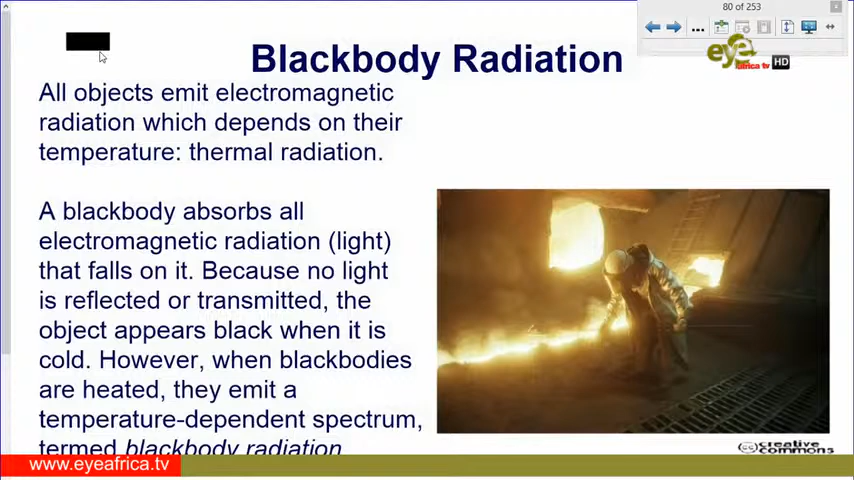 80 of 253
eye
africa tv HD
Blackbody Radiation
All objects emit electromagnetic
radiation which depends on their
temperature: thermal radiation.
A blackbody absorbs all
electromagnetic radiation (light)
that falls on it. Because no light
is reflected or transmitted, the
object appears black when it is
cold. However, when blackbodies
are heated, they emit a
temperature-dependent spectrum,
termed blackbody radiation
creative
commons
www.eyeafrica.tv